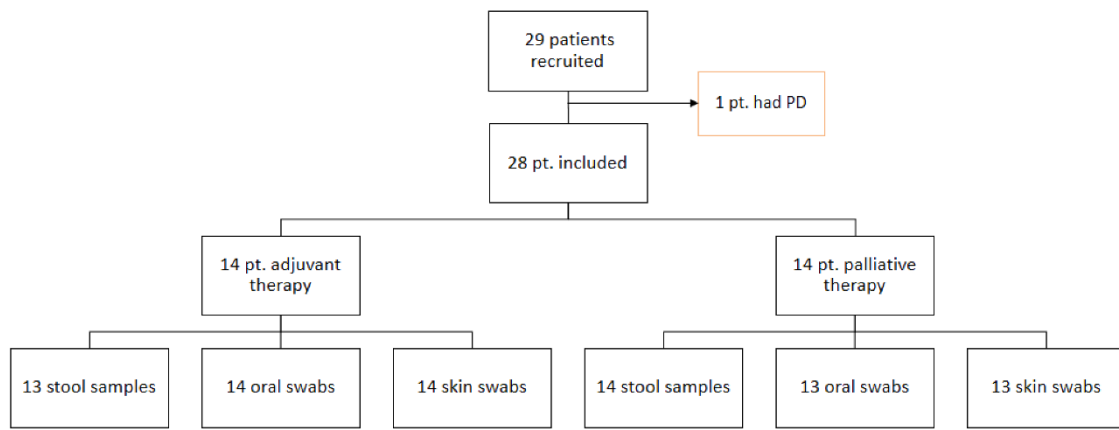 29 patients
recruited
1 pt. had PD
28 pt. included
14 pt. adjuvant
therapy
14 pt. palliative
therapy
13 stool samples
14 oral swabs
14 skin swabs
14 stool samples
13 oral swabs
13 skin swabs